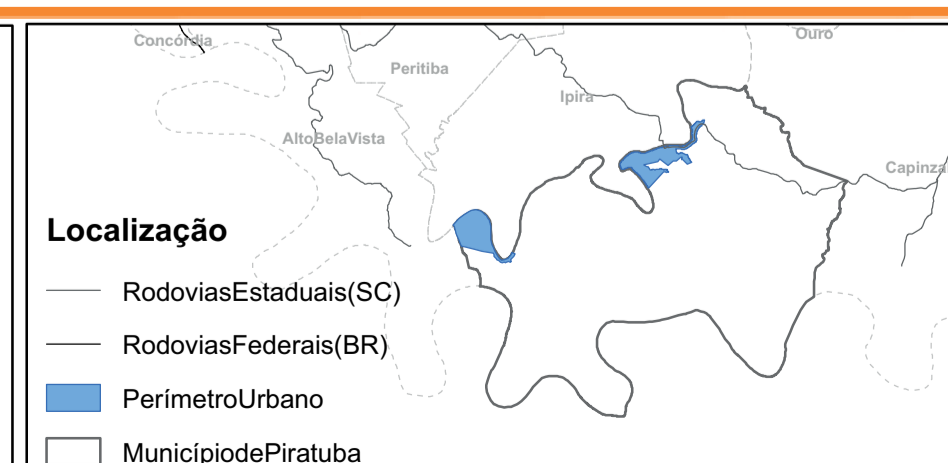 Concórdia
Ouro
Peritiba
Ipira
AltoBelaVista
Capinza
Localização
RodoviasEstaduais(SC)
RodoviasFederais(BR)
PerímetroUrbano
MunicípiodePiratuba